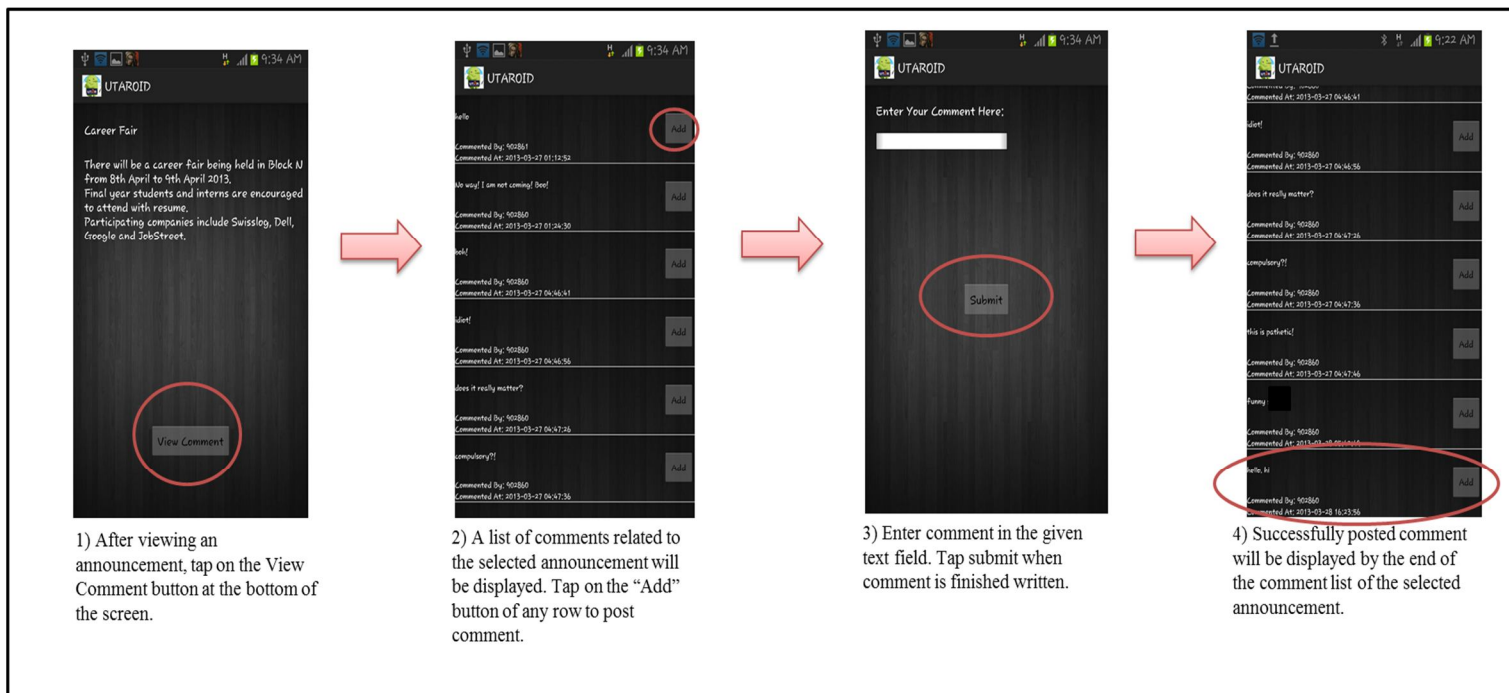 9:34 AM
UTAROID
Career Fair
There will be a career fair being held in Block N
from 8th April to 9th April 2013.
Final year students and interns are encouraged
to attend with resume.
Participating companies include Swisslog, Dell,
Google and JobStreet.
View Comment
1) After viewing an
announcement, tap on the View
Comment button at the bottom of
the screen.
H 9:34 AM
UTAROID
hello
Add
Commented By: 902861
Commented At: 2013-03-27 01:12:52
No way! I am not coming! Boo!
Add
Commented By: 902860
Commented At: 2013-03-27 01:24:30
Add
Commented By: 902860
Commented At: 2013-03-27 04:46:41
idiot!
Add
Commented By: 902860
Commented At: 2013-03-27 04:46:56
does it really matter?
Add
Commented By: 902860
Commented At: 2013-03-27 04:47:26
compulsory?!
Add
Commented By: 902860
Commented At: 2013-03-27 04:47:36
2) A list of comments related to
the selected announcement will
be displayed. Tap on the “Add”
button of any row to post
comment.
H 9:34 AM
UTAROID
Enter Your Comment Here:
Submit
3) Enter comment in the given
text field. Tap submit when
comment is finished written.
H 9:22 AM
UTAROID
Commented At: 2013-03-27 04:46:41
idiot!
Add
Commented By: 902860
Commented At: 2013-03-27 04:46:56
does it really matter?
Add
Commented By: 902860
Commented At: 2013-03-27 04:47:26
compulsory?!
Add
Commented By: 902860
Commented At: 2013-03-27 04:47:36
this is pathetic!
Add
Commented By: 902860
Commented At: 2013-03-27 04:47:46
funny
Add
Commented By: 902860
Commented At: 2013-03-28
hello, hi
Add
Commented By: 902860
Commented At: 2013-03-28 16:23:56
4) Successfully posted comment
will be displayed by the end of
the comment list of the selected
announcement.